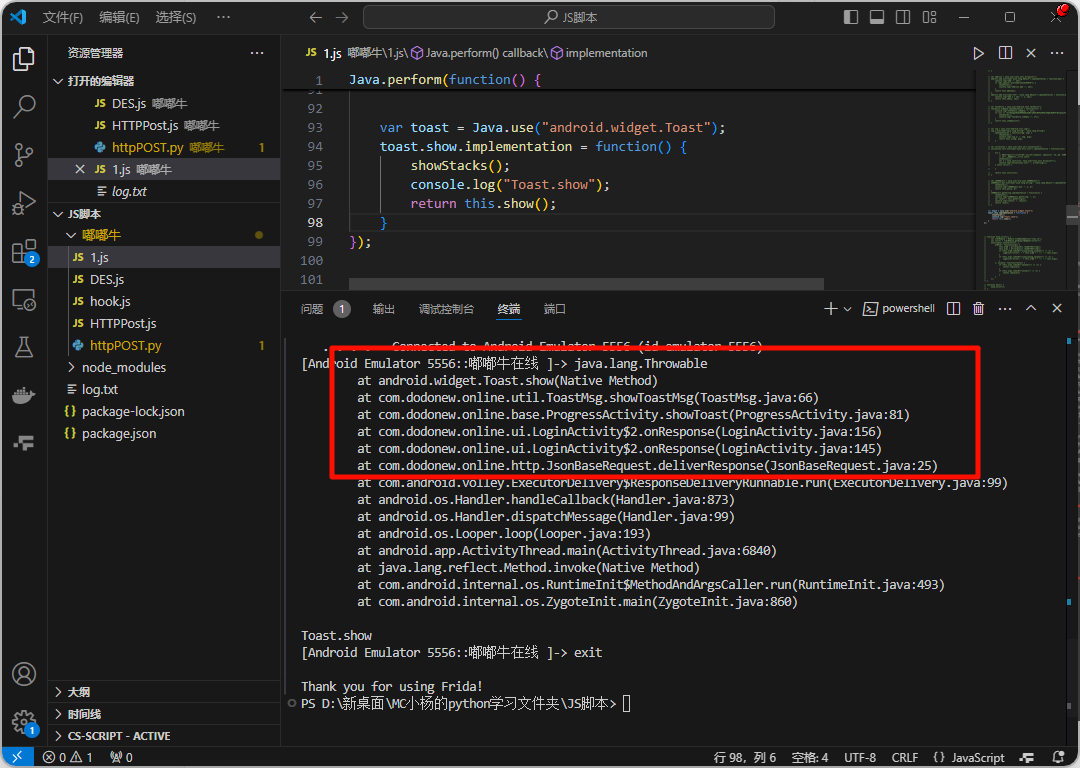 文件(F) 编辑(E) 选择(S) ··· JS脚本
资源管理器 ···
打开的编辑器
JS DES.js 嘟嘟牛
JS HTTPPost.js 嘟嘟牛
httpPOST.py 嘟嘟牛 1
JS 1.js 嘟嘟牛
log.txt
JS脚本
嘟嘟牛
JS 1.js
JS DES.js
JS hook.js
JS HTTPPost.js
httpPOST.py 1
node_modules
log.txt
{} package-lock.json
{} package.json
大纲
时间线
CS-SCRIPT - ACTIVE
2
1
JS 1.js 嘟嘟牛\1.js\Java.perform() callback\implementation
1 Java.perform(function() {
91
92
93 var toast = Java.use("android.widget.Toast");
94 toast.show.implementation = function() {
95 showStacks();
96 console.log("Toast.show");
97 return this.show();
98 }
99 });
100
101
问题 1 输出 调试控制台 终端 端口 powershell
Connected to Android Emulator 5556 (id=emulator-5556)
[Android Emulator 5556::嘟嘟牛在线 ]-> java.lang.Throwable
at android.widget.Toast.show(Native Method)
at com.dodonew.online.util.ToastMsg.showToastMsg(ToastMsg.java:66)
at com.dodonew.online.base.ProgressActivity.showToast(ProgressActivity.java:81)
at com.dodonew.online.ui.LoginActivity$2.onResponse(LoginActivity.java:156)
at com.dodonew.online.ui.LoginActivity$2.onResponse(LoginActivity.java:145)
at com.dodonew.online.http.JsonBaseRequest.deliverResponse(JsonBaseRequest.java:25)
at com.android.volley.ExecutorDelivery$ResponseDeliveryRunnable.run(ExecutorDelivery.java:99)
at android.os.Handler.handleCallback(Handler.java:873)
at android.os.Handler.dispatchMessage(Handler.java:99)
at android.os.Looper.loop(Looper.java:193)
at android.app.ActivityThread.main(ActivityThread.java:6840)
at java.lang.reflect.Method.invoke(Native Method)
at com.android.internal.os.RuntimeInit$MethodAndArgsCaller.run(RuntimeInit.java:493)
at com.android.internal.os.ZygoteInit.main(ZygoteInit.java:860)
Toast.show
[Android Emulator 5556::嘟嘟牛在线 ]-> exit
Thank you for using Frida!
PS D:\新桌面\MC小杨的python学习文件夹\JS脚本>
0 1 0 行 98，列 6 空格: 4 UTF-8 CRLF {} JavaScript